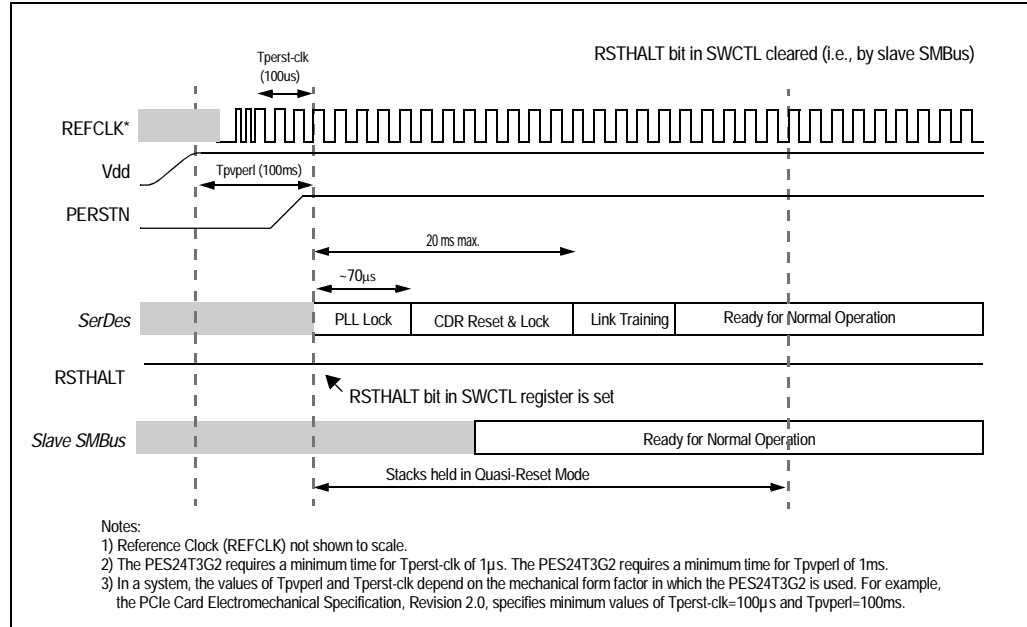 Tperst-clk
(100us)
RSTHALT bit in SWCTL cleared (i.e., by slave SMBus)
REFCLK*
Vdd
Tpvperl (100ms)
PERSTN
20 ms max.
~70µs
SerDes
PLL Lock
CDR Reset & Lock
Link Training
Ready for Normal Operation
RSTHALT
RSTHALT bit in SWCTL register is set
Slave SMBus
Ready for Normal Operation
Stacks held in Quasi-Reset Mode
Notes:
1) Reference Clock (REFCLK) not shown to scale.
2) The PES24T3G2 requires a minimum time for Tperst-clk of 1µs. The PES24T3G2 requires a minimum time for Tpvperl of 1ms.
3) In a system, the values of Tpvperl and Tperst-clk depend on the mechanical form factor in which the PES24T3G2 is used. For example,
the PCIe Card Electromechanical Specification, Revision 2.0, specifies minimum values of Tperst-clk=100µs and Tpvperl=100ms.